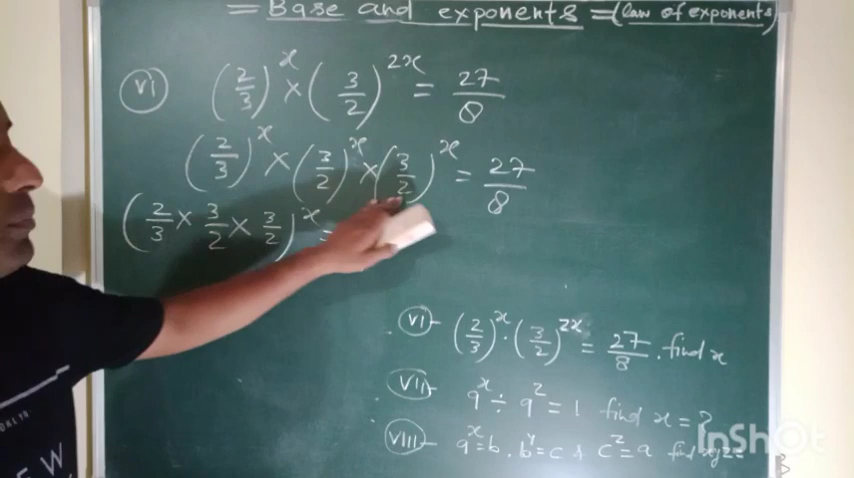 = Base and exponents = (law of exponents)
VI (2/3)^x × (3/2)^2x = 27/8
(2/3)^x × (3/2)^x × (3/2)^x = 27/8
(2/3 × 3/2 × 3/2)^x =
VI- (2/3)^x · (3/2)^2x = 27/8 . find x
VII- 9^x ÷ 9^2 = 1 find x = ?
VIII- a^x = b . b^y = c & c^z = a find xyz =
InShot